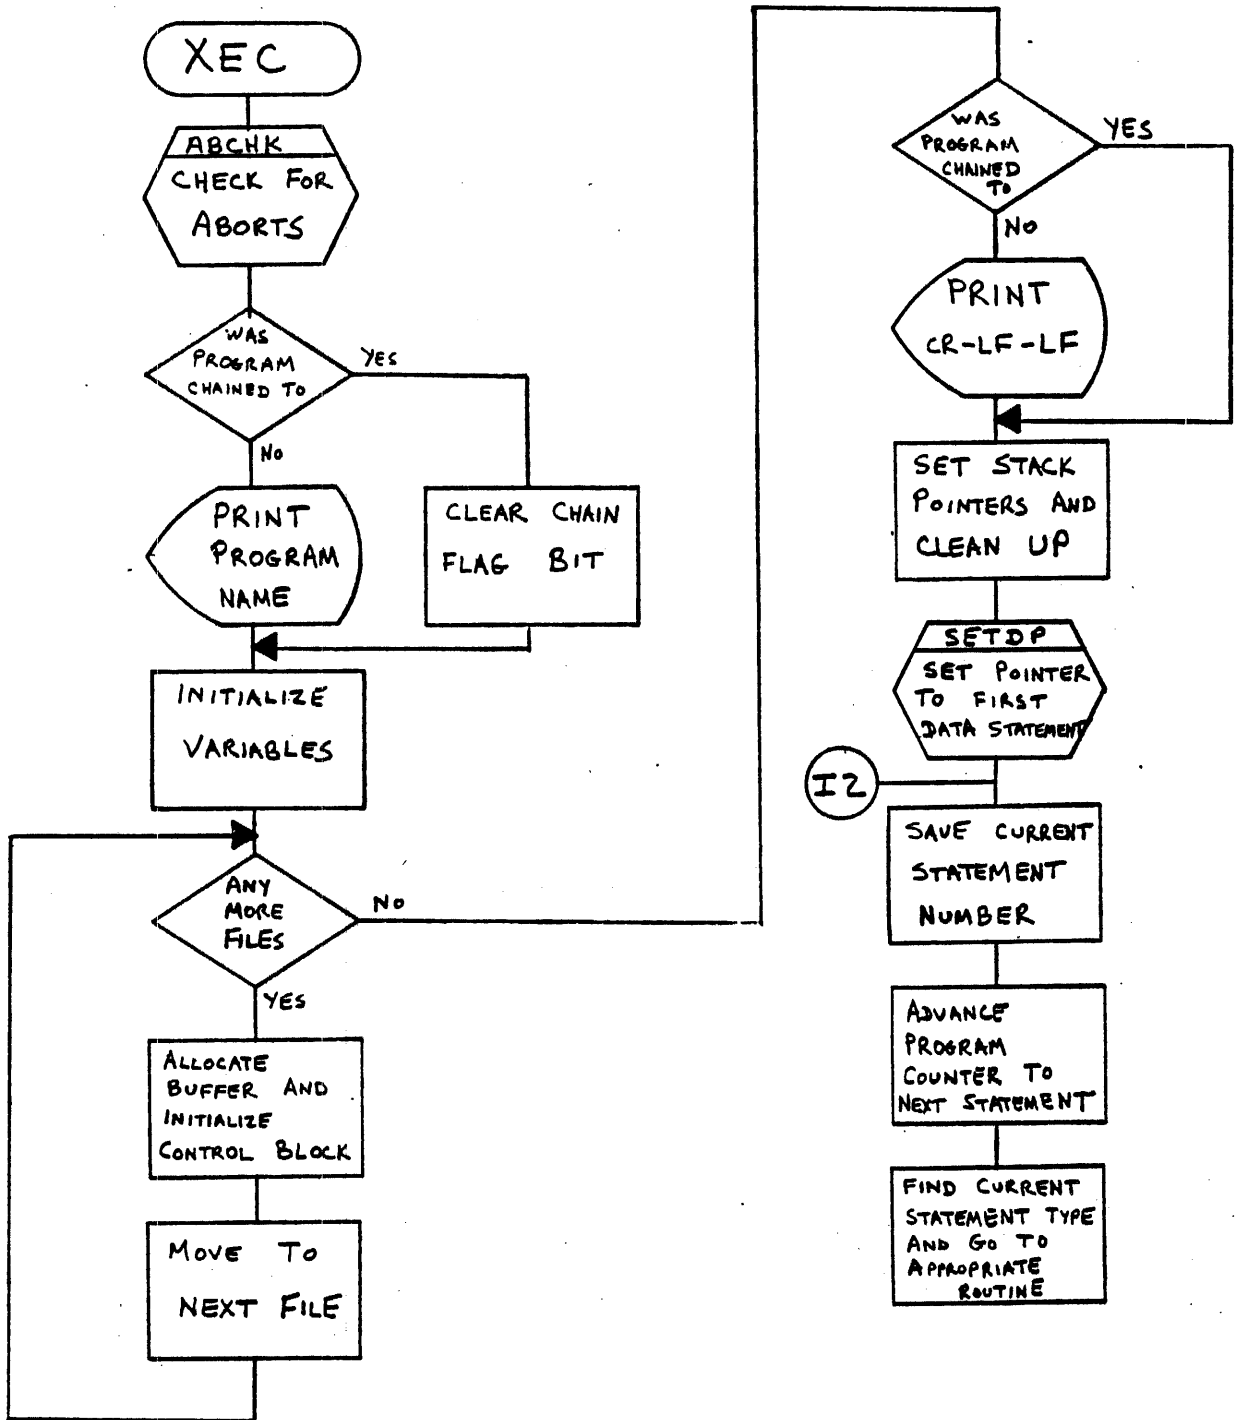 XEC
ABCHK
CHECK FOR
ABORTS
WAS
PROGRAM
CHAINED TO
YES
NO
PRINT
PROGRAM
NAME
CLEAR CHAIN
FLAG BIT
INITIALIZE
VARIABLES
ANY
MORE
FILES
NO
YES
ALLOCATE
BUFFER AND
INITIALIZE
CONTROL BLOCK
MOVE TO
NEXT FILE
WAS
PROGRAM
CHAINED
TO
YES
NO
PRINT
CR-LF-LF
SET STACK
POINTERS AND
CLEAN UP
SETDP
SET POINTER
TO FIRST
DATA STATEMENT
I2
SAVE CURRENT
STATEMENT
NUMBER
ADVANCE
PROGRAM
COUNTER TO
NEXT STATEMENT
FIND CURRENT
STATEMENT TYPE
AND GO TO
APPROPRIATE
ROUTINE